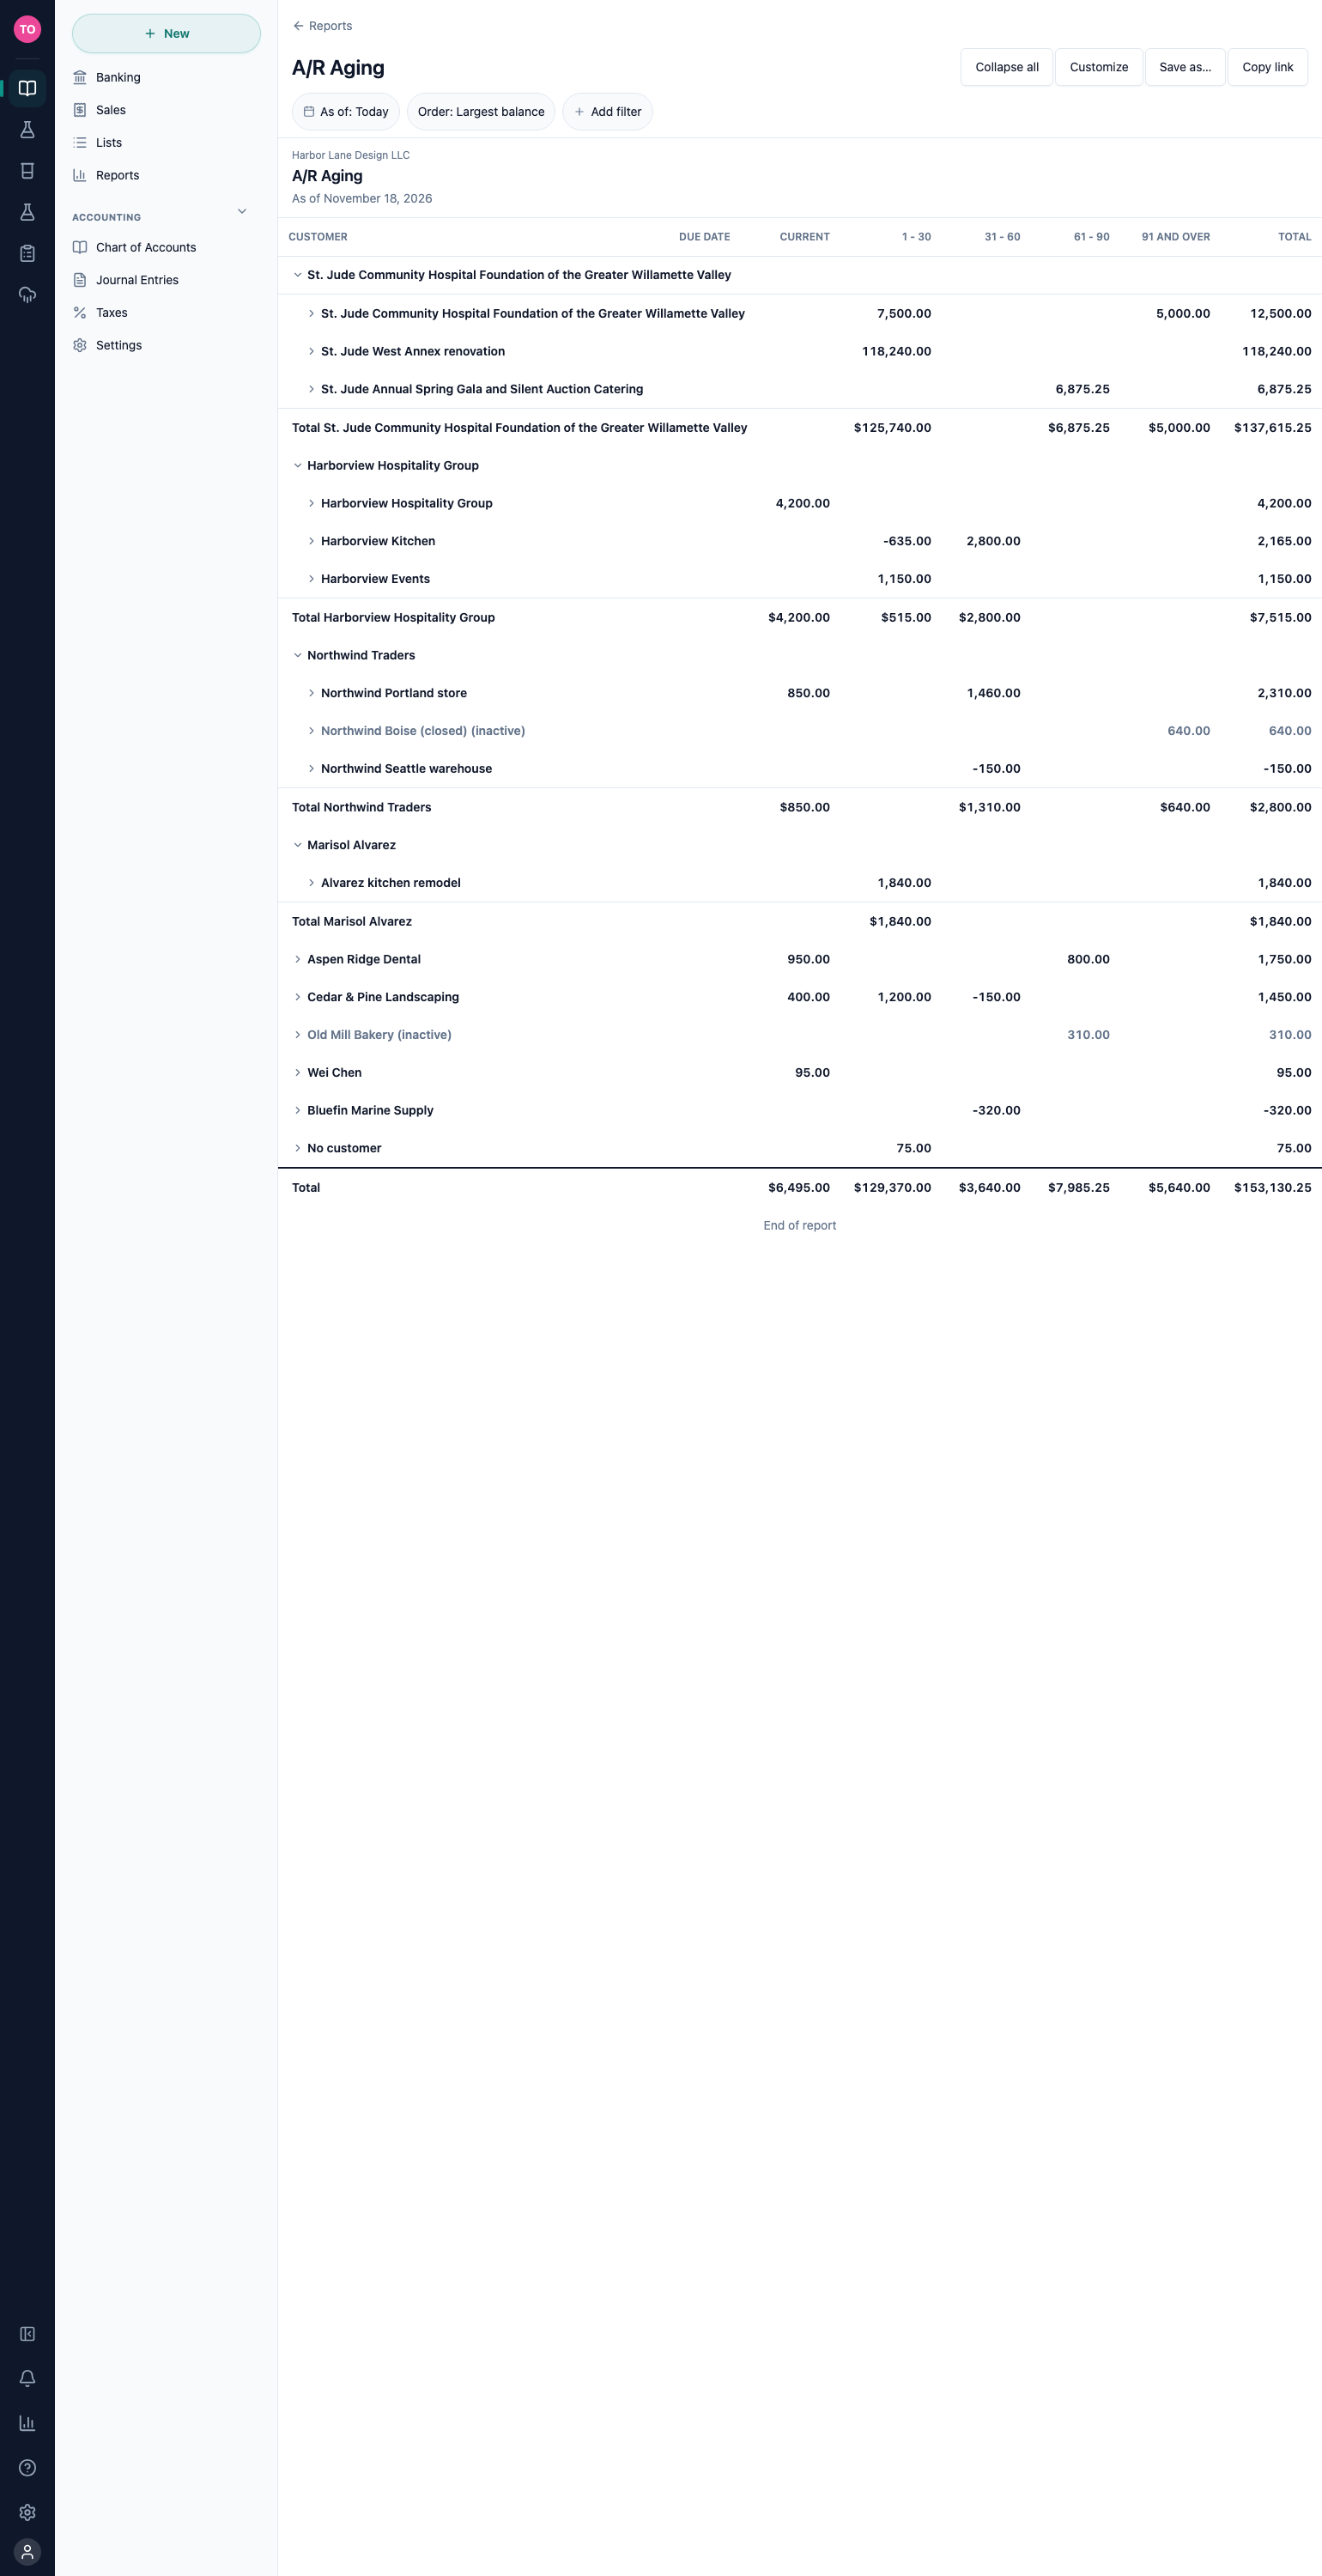 TO
New
Banking
Sales
Lists
Reports
ACCOUNTING
Chart of Accounts
Journal Entries
Taxes
Settings
Reports
A/R Aging
Collapse all Customize Save as... Copy link
As of: Today Order: Largest balance Add filter
Harbor Lane Design LLC
A/R Aging
As of November 18, 2026
CUSTOMER DUE DATE CURRENT 1 - 30 31 - 60 61 - 90 91 AND OVER TOTAL
St. Jude Community Hospital Foundation of the Greater Willamette Valley
St. Jude Community Hospital Foundation of the Greater Willamette Valley 7,500.00 5,000.00 12,500.00
St. Jude West Annex renovation 118,240.00 118,240.00
St. Jude Annual Spring Gala and Silent Auction Catering 6,875.25 6,875.25
Total St. Jude Community Hospital Foundation of the Greater Willamette Valley $125,740.00 $6,875.25 $5,000.00 $137,615.25
Harborview Hospitality Group
Harborview Hospitality Group 4,200.00 4,200.00
Harborview Kitchen -635.00 2,800.00 2,165.00
Harborview Events 1,150.00 1,150.00
Total Harborview Hospitality Group $4,200.00 $515.00 $2,800.00 $7,515.00
Northwind Traders
Northwind Portland store 850.00 1,460.00 2,310.00
Northwind Boise (closed) (inactive) 640.00 640.00
Northwind Seattle warehouse -150.00 -150.00
Total Northwind Traders $850.00 $1,310.00 $640.00 $2,800.00
Marisol Alvarez
Alvarez kitchen remodel 1,840.00 1,840.00
Total Marisol Alvarez $1,840.00 $1,840.00
Aspen Ridge Dental 950.00 800.00 1,750.00
Cedar & Pine Landscaping 400.00 1,200.00 -150.00 1,450.00
Old Mill Bakery (inactive) 310.00 310.00
Wei Chen 95.00 95.00
Bluefin Marine Supply -320.00 -320.00
No customer 75.00 75.00
Total $6,495.00 $129,370.00 $3,640.00 $7,985.25 $5,640.00 $153,130.25
End of report